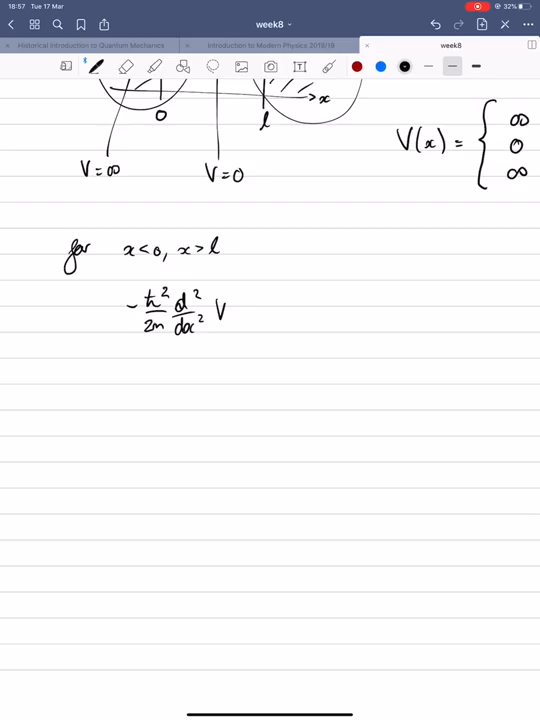 18:57 Tue 17 Mar
32%
week8
Historical Introduction to Quantum Mechanics
Introduction to Modern Physics 2018/19
week8
x
0
l
V=∞
V=0
V(x) = { ∞
0
∞
for x<0, x>l
-ħ²/2m d²/dx² V